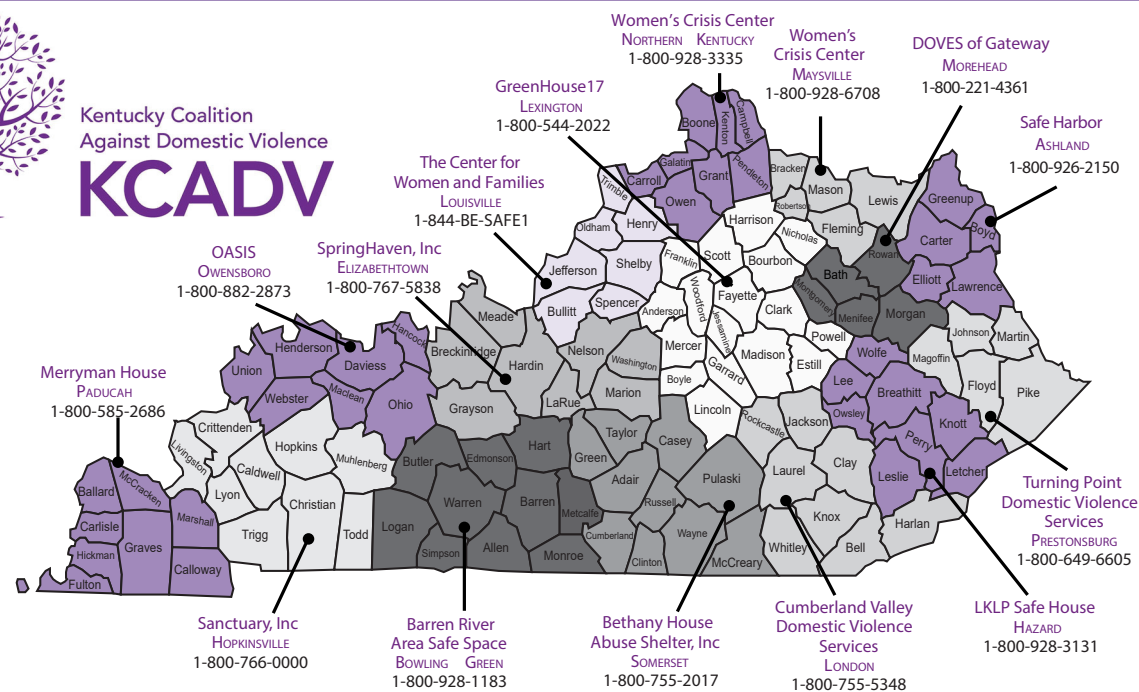 Kentucky Coalition
Against Domestic Violence
KCADV
Women's Crisis Center
Northern Kentucky
1-800-928-3335
Women's
Crisis Center
Maysville
1-800-928-6708
DOVES of Gateway
Morehead
1-800-221-4361
GreenHouse17
Lexington
1-800-544-2022
Safe Harbor
Ashland
1-800-926-2150
The Center for
Women and Families
Louisville
1-844-BE-SAFE1
OASIS
Owensboro
1-800-882-2873
SpringHaven, Inc
Elizabethtown
1-800-767-5838
Merryman House
Paducah
1-800-585-2686
Boone
Kenton
Campbell
Galatin
Grant
Pendleton
Carroll
Owen
Trimble
Bracken
Mason
Robertson
Lewis
Fleming
Greenup
Boyd
Carter
Elliott
Lawrence
Rowan
Bath
Montgomery
Menifee
Morgan
Harrison
Nicholas
Scott
Bourbon
Franklin
Woodford
Fayette
Clark
Jessamine
Anderson
Mercer
Madison
Powell
Estill
Garrard
Boyle
Lincoln
Oldham
Henry
Shelby
Jefferson
Spencer
Bullitt
Meade
Breckinridge
Hardin
Nelson
Washington
Marion
LaRue
Grayson
Hancock
Henderson
Daviess
Union
Webster
Maclean
Ohio
Crittenden
Livingston
Hopkins
Caldwell
Muhlenberg
Lyon
Christian
Trigg
Todd
Ballard
McCracken
Carlisle
Graves
Marshall
Hickman
Calloway
Fulton
Butler
Edmonson
Hart
Warren
Barren
Metcalfe
Logan
Simpson
Allen
Monroe
Taylor
Green
Casey
Adair
Pulaski
Russell
Cumberland
Wayne
Clinton
McCreary
Rockcastle
Jackson
Laurel
Clay
Knox
Whitley
Bell
Harlan
Wolfe
Lee
Breathitt
Owsley
Perry
Knott
Leslie
Letcher
Johnson
Martin
Magoffin
Floyd
Pike
Turning Point
Domestic Violence
Services
Prestonsburg
1-800-649-6605
Sanctuary, Inc
Hopkinsville
1-800-766-0000
Barren River
Area Safe Space
Bowling Green
1-800-928-1183
Bethany House
Abuse Shelter, Inc
Somerset
1-800-755-2017
Cumberland Valley
Domestic Violence
Services
London
1-800-755-5348
LKLP Safe House
Hazard
1-800-928-3131